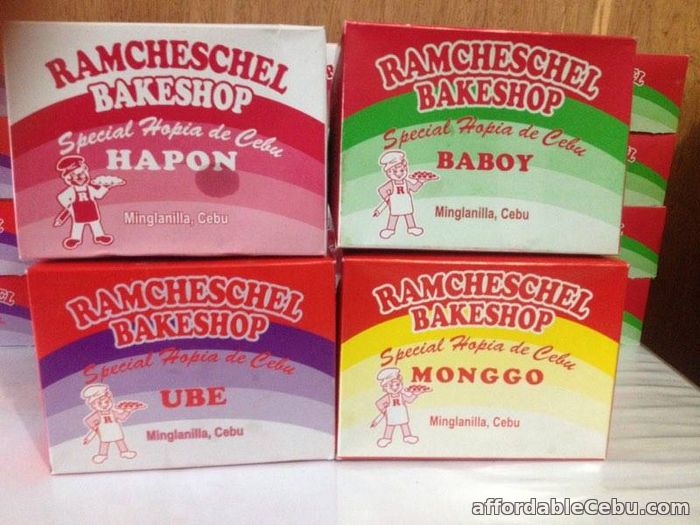 RAMCHESCHEL
BAKESHOP
Special Hopia de Cebu
HAPON
R
Minglanilla, Cebu
RAMCHESCHEL
BAKESHOP
Special Hopia de Cebu
BABOY
R
Minglanilla, Cebu
RAMCHESCHEL
BAKESHOP
Special Hopia de Cebu
UBE
R
Minglanilla, Cebu
RAMCHESCHEL
BAKESHOP
Special Hopia de Cebu
MONGGO
R
Minglanilla, Cebu
affordableCebu.com